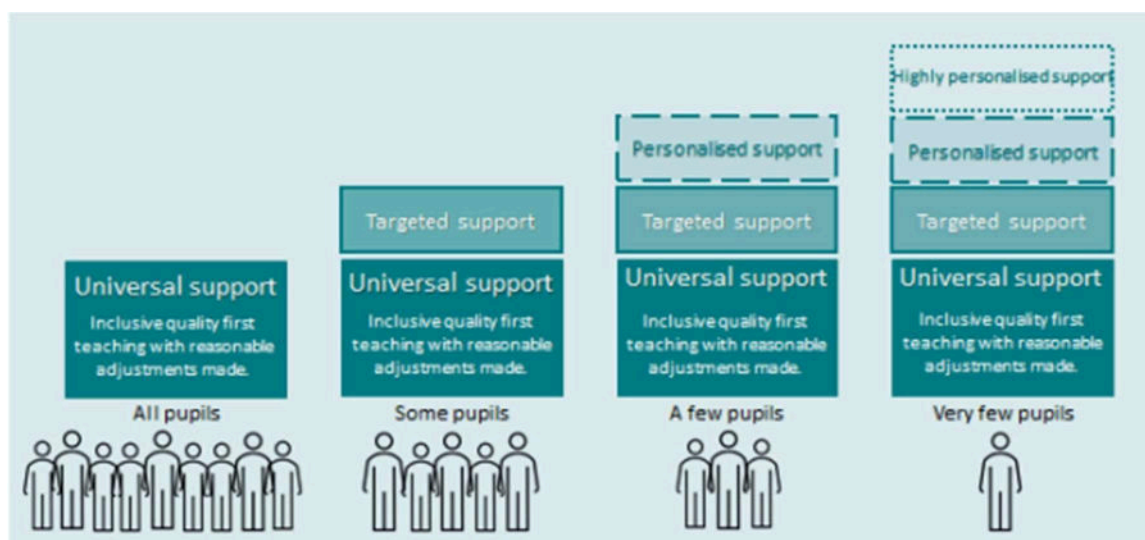 Universal support
Inclusive quality first
teaching with reasonable
adjustments made.
All pupils
Targeted support
Universal support
Inclusive quality first
teaching with reasonable
adjustments made.
Some pupils
Personalised support
Targeted support
Universal support
Inclusive quality first
teaching with reasonable
adjustments made.
A few pupils
Highly personalised support
Personalised support
Targeted support
Universal support
Inclusive quality first
teaching with reasonable
adjustments made.
Very few pupils